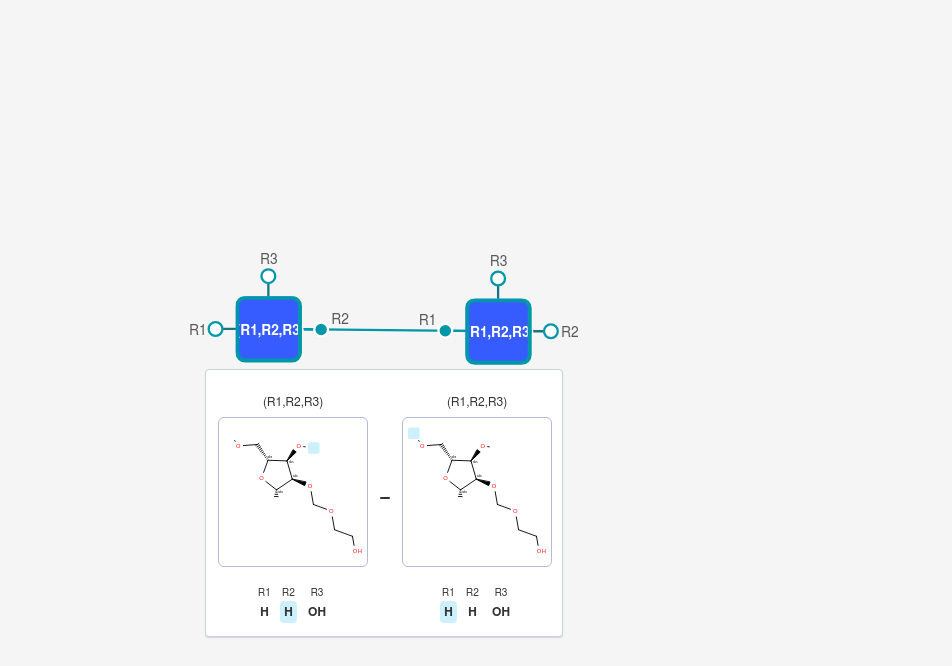 R3
R3
R1
R1,R2,R3
R2
R1
R1,R2,R3
R2
(R1,R2,R3)
(R1,R2,R3)
O
O
O
O
O
OH
O
O
O
O
O
OH
R1 R2 R3
H H OH
R1 R2 R3
H H OH